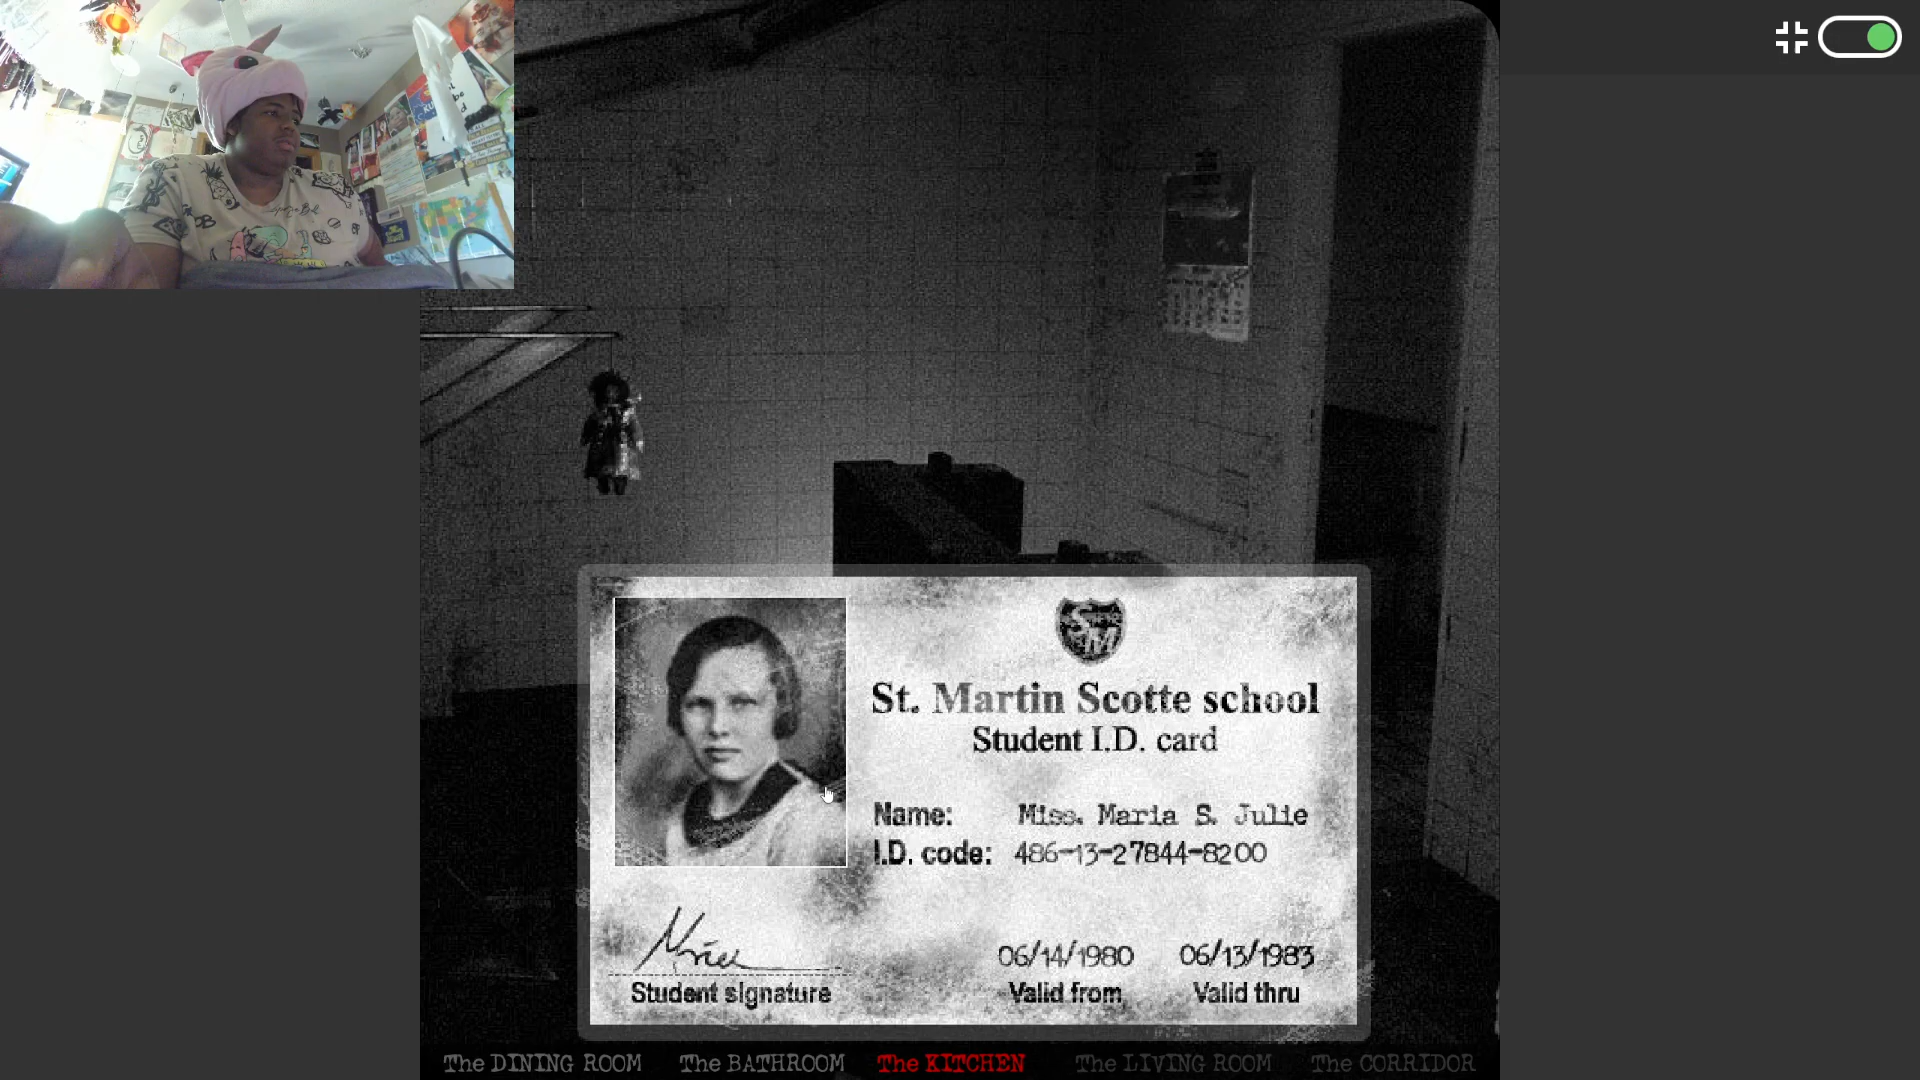 SM
St. Martin Scotte school
Student I.D. card
Name: Miss. Maria S. Julie
I.D. code: 486-13-27844-8200
06/14/1980 06/13/1983
Student signature Valid from Valid thru
The DINING ROOM The BATHROOM The KITCHEN The LIVING ROOM The CORRIDOR